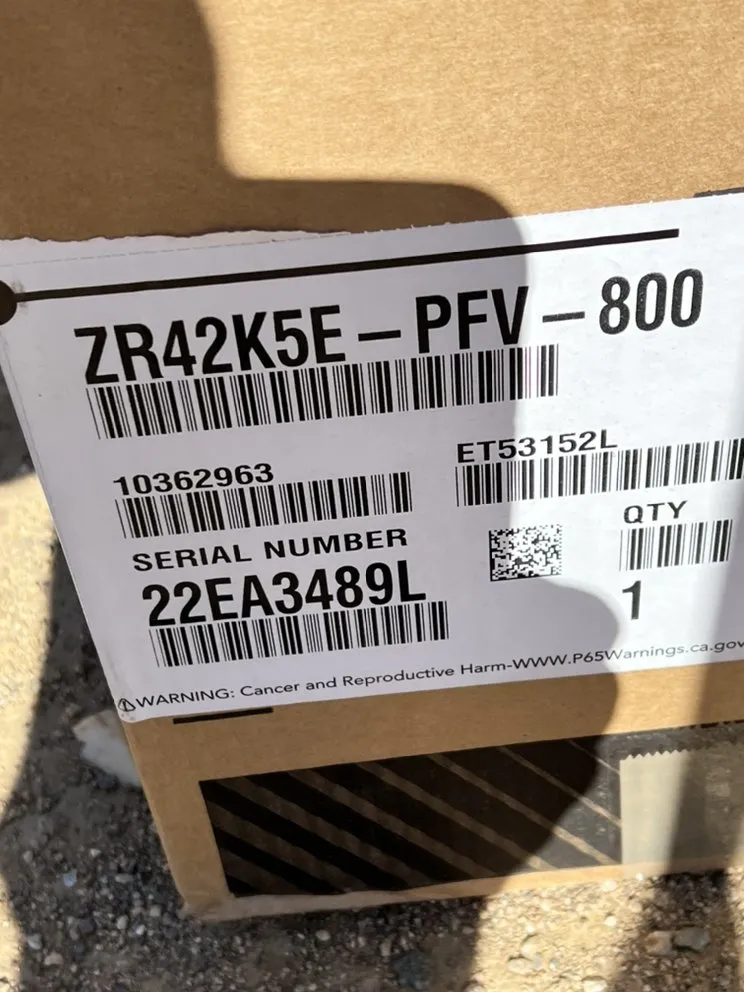 ZR42K5E-PFV-800
10362963
ET53152L
SERIAL NUMBER
22EA3489L
QTY
1
WARNING: Cancer and Reproductive Harm-WWW.P65Warnings.ca.gov